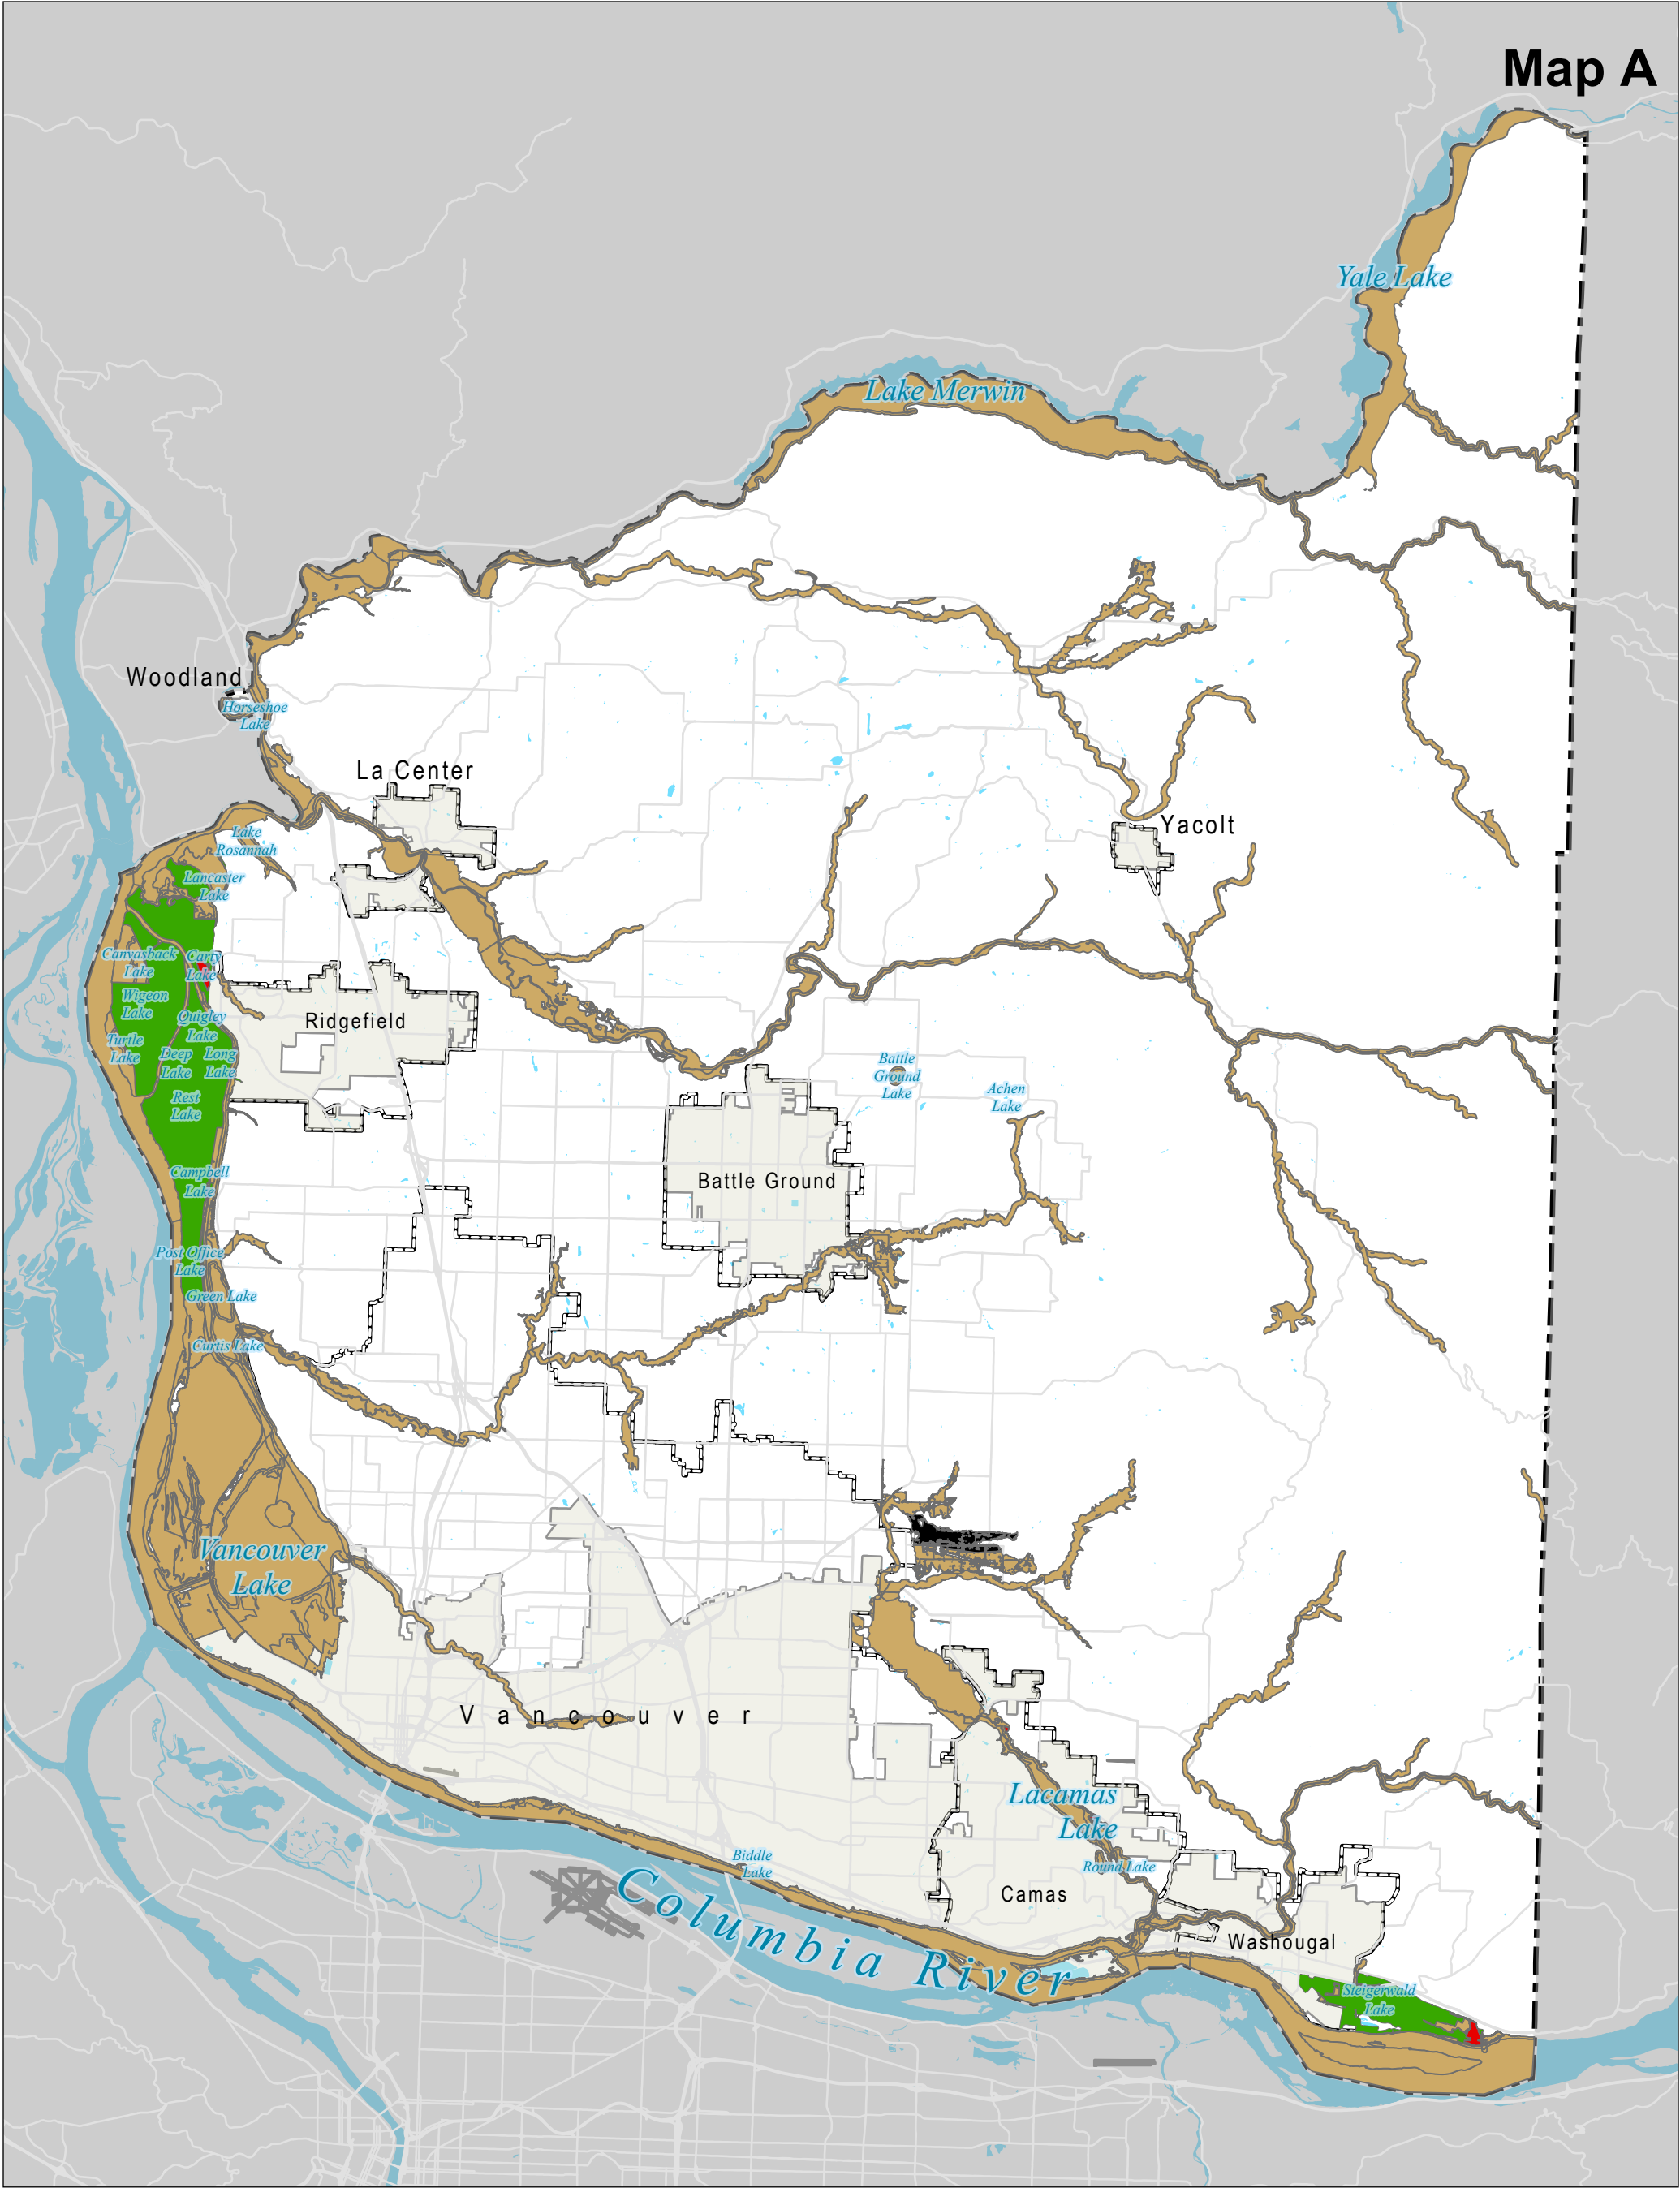 Map A
Yale Lake
Lake Merwin
Woodland
Horseshoe
Lake
La Center
Yacolt
Lake
Rosannah
Lancaster
Lake
Canvasback
Lake
Carty
Lake
Wigeon
Lake
Quigley
Lake
Ridgefield
Turtle
Lake
Deep
Lake
Long
Lake
Rest
Lake
Battle
Ground
Lake
Achen
Lake
Campbell
Lake
Battle Ground
Post Office
Lake
Green Lake
Curtis Lake
Vancouver
Lake
Vancouver
Lacamas
Lake
Round Lake
Biddle
Lake
Camas
Columbia River
Washougal
Steigerwald
Lake